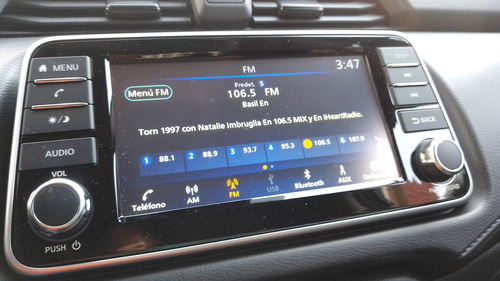 FM
3:47
MENU
Menú FM
Predet. 5
106.5 FM
Basil En
Torn 1997 con Natalie Imbruglia En 106.5 MIX y En iHeartRadio.
1 88.1 2 88.9 3 93.7 4 95.3 106.5 6 107.9
AUDIO
BACK
VOL
PUSH
Teléfono
AM
FM
USB
Bluetooth
AUX
SOUND